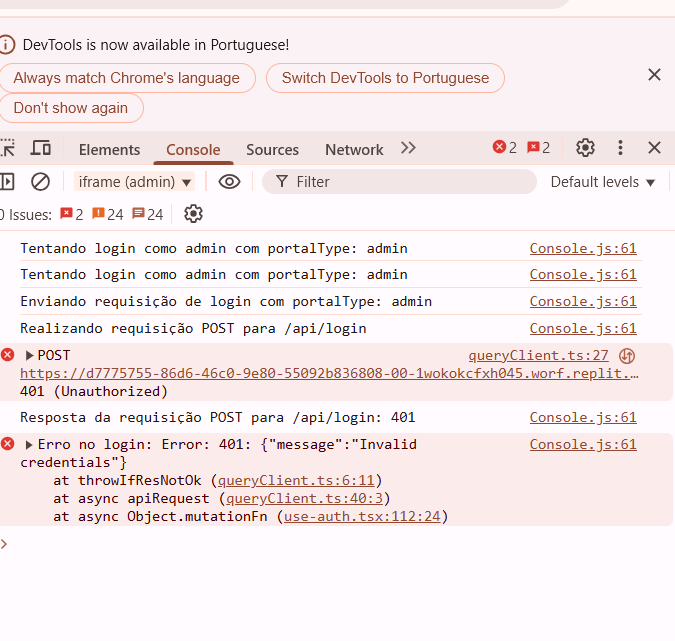 DevTools is now available in Portuguese!
Always match Chrome's language
Switch DevTools to Portuguese
Don't show again
Elements
Console
Sources
Network
2
2
iframe (admin)
Filter
Default levels
0 Issues:
2
24
24
Tentando login como admin com portalType: admin Console.js:61
Tentando login como admin com portalType: admin Console.js:61
Enviando requisição de login com portalType: admin Console.js:61
Realizando requisição POST para /api/login Console.js:61
POST queryClient.ts:27
https://d7775755-86d6-46c0-9e80-55092b836808-00-1wokokcfxh045.worf.replit.…
401 (Unauthorized)
Resposta da requisição POST para /api/login: 401 Console.js:61
Erro no login: Error: 401: {"message":"Invalid Console.js:61
credentials"}
at throwIfResNotOk (queryClient.ts:6:11)
at async apiRequest (queryClient.ts:40:3)
at async Object.mutationFn (use-auth.tsx:112:24)